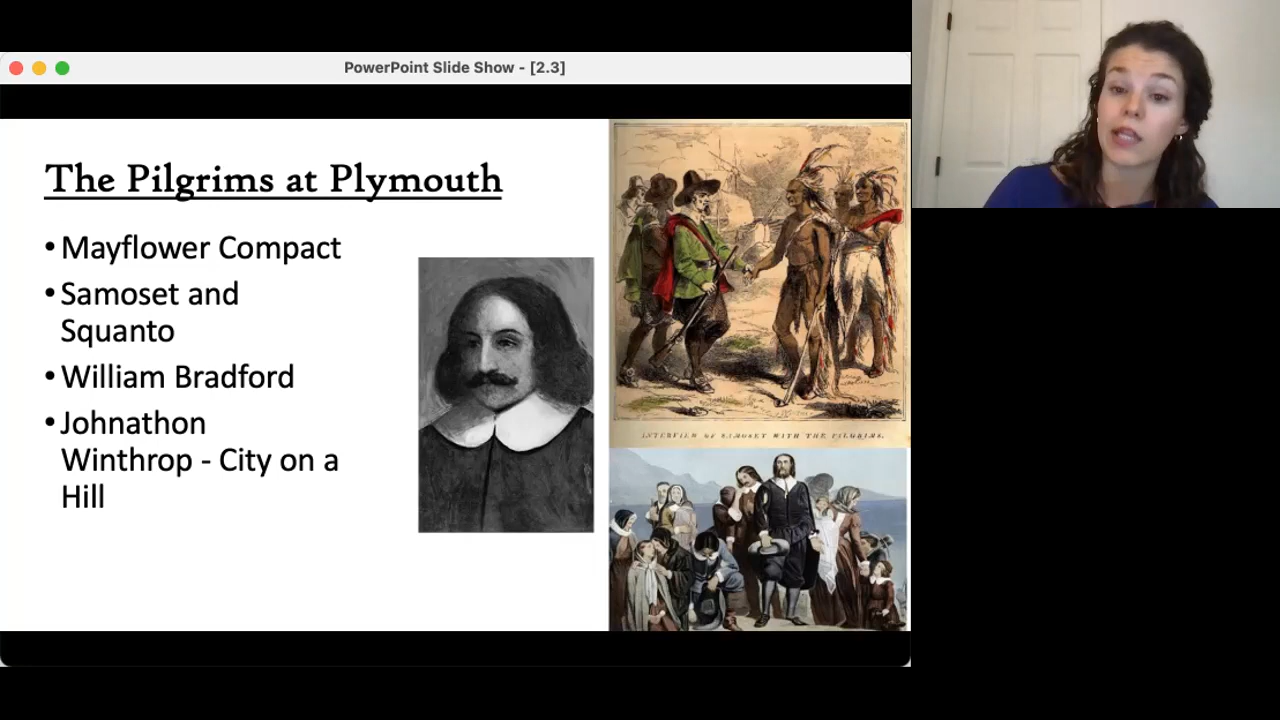 PowerPoint Slide Show - [2.3]
The Pilgrims at Plymouth
• Mayflower Compact
• Samoset and
Squanto
• William Bradford
• Johnathon
Winthrop - City on a
Hill
INTERVIEW OF SAMOSET WITH THE PILGRIMS.